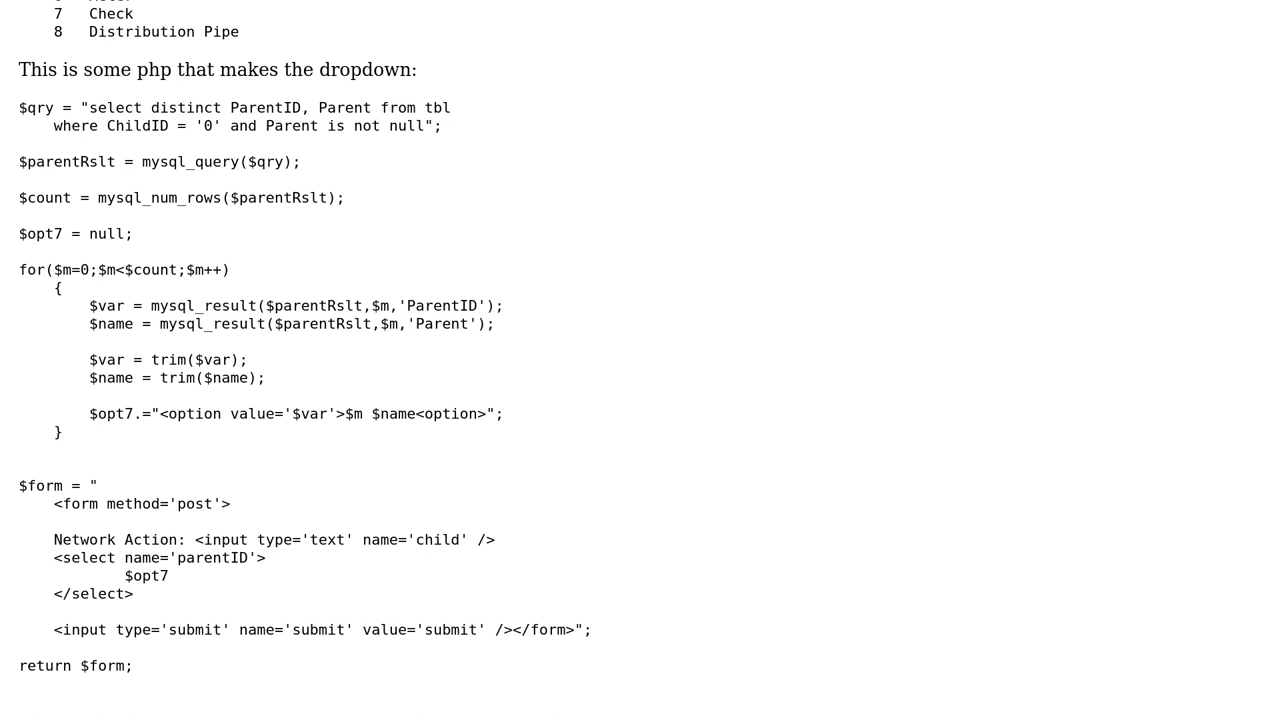 7   Check
8   Distribution Pipe
This is some php that makes the dropdown:
$qry = "select distinct ParentID, Parent from tbl
    where ChildID = '0' and Parent is not null";
$parentRslt = mysql_query($qry);
$count = mysql_num_rows($parentRslt);
$opt7 = null;
for($m=0;$m<$count;$m++)
    {
        $var = mysql_result($parentRslt,$m,'ParentID');
        $name = mysql_result($parentRslt,$m,'Parent');
        $var = trim($var);
        $name = trim($name);
        $opt7.="<option value='$var'>$m $name<option>";
    }
$form = "
    <form method='post'>
    Network Action: <input type='text' name='child' />
    <select name='parentID'>
            $opt7
    </select>
    <input type='submit' name='submit' value='submit' /></form>";
return $form;